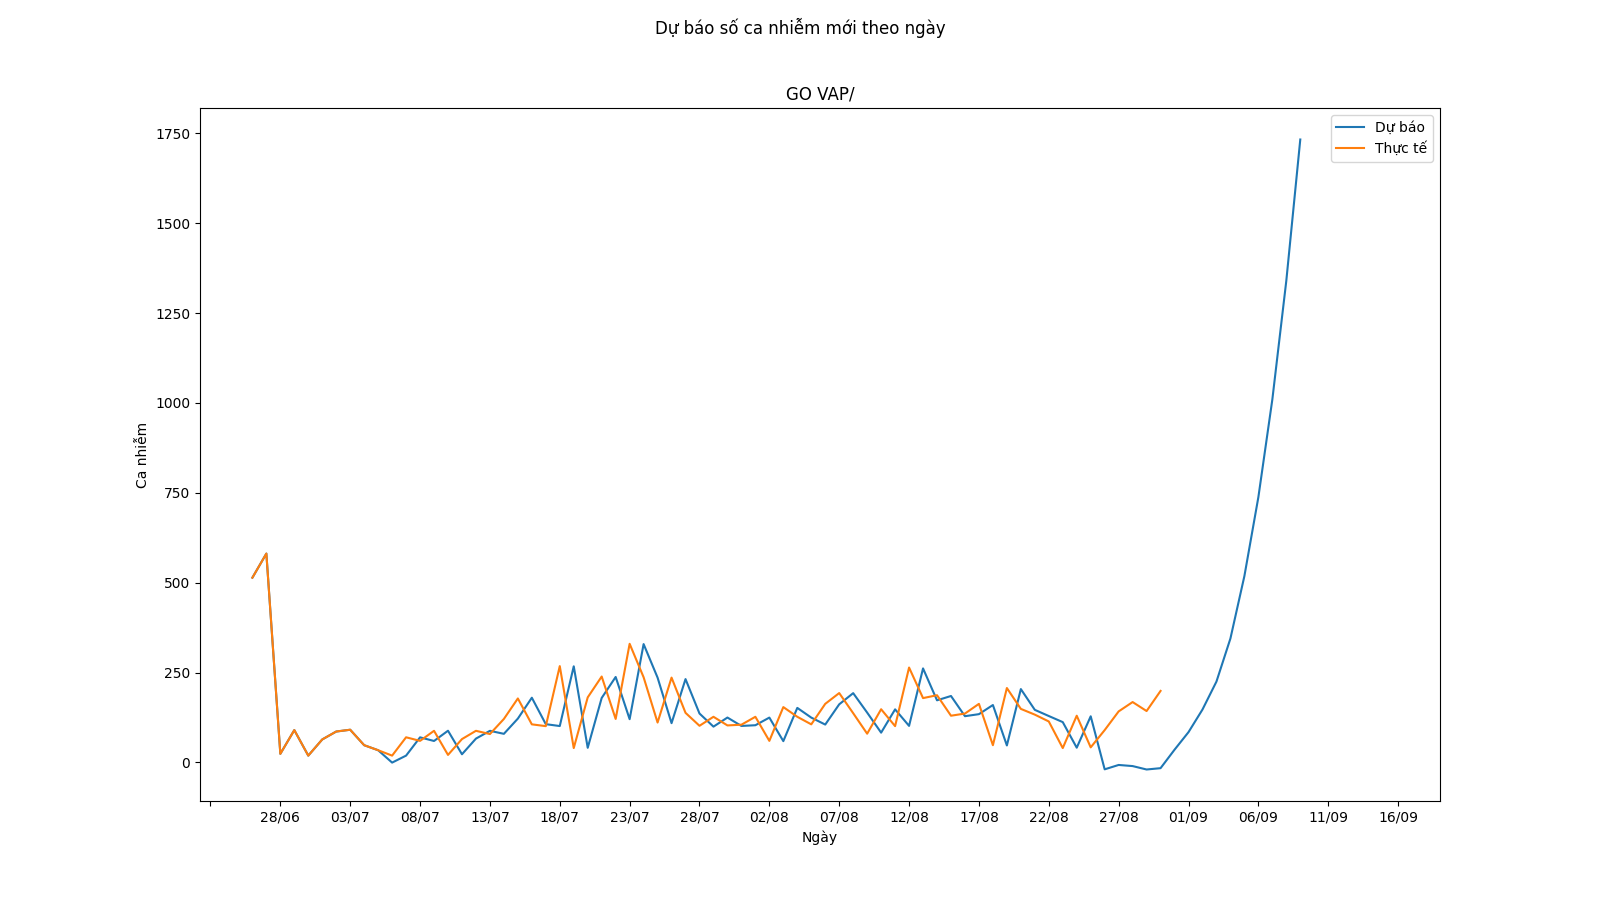 Dự báo số ca nhiễm mới theo ngày
GO VAP/
Dự báo
Thực tế
1750
1500
1250
1000
750
500
250
0
Ca nhiễm
28/06 03/07 08/07 13/07 18/07 23/07 28/07 02/08 07/08 12/08 17/08 22/08 27/08 01/09 06/09 11/09 16/09
Ngày